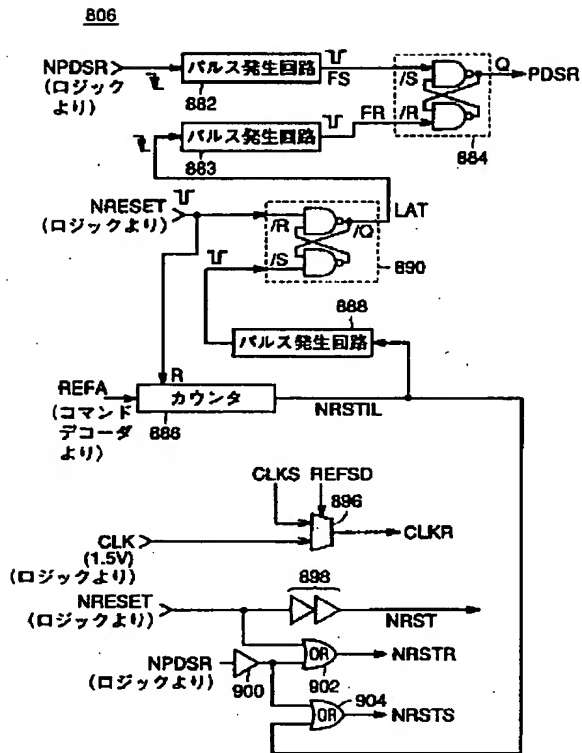 806
NPDSR
(ロジック
より)
パルス発生回路
882
FS
/S
Q
PDSR
パルス発生回路
883
FR
/R
884
NRESET
(ロジックより)
/R
/Q
LAT
/S
890
888
パルス発生回路
R
REFA
(コマンド
デコーダ
より)
カウンタ
886
NRSTIL
CLKS
REFSD
896
CLK
(1.5V)
(ロジックより)
CLKR
NRESET
(ロジックより)
898
NRST
NPDSR
(ロジックより)
900
OR
902
NRSTR
904
OR
NRSTS